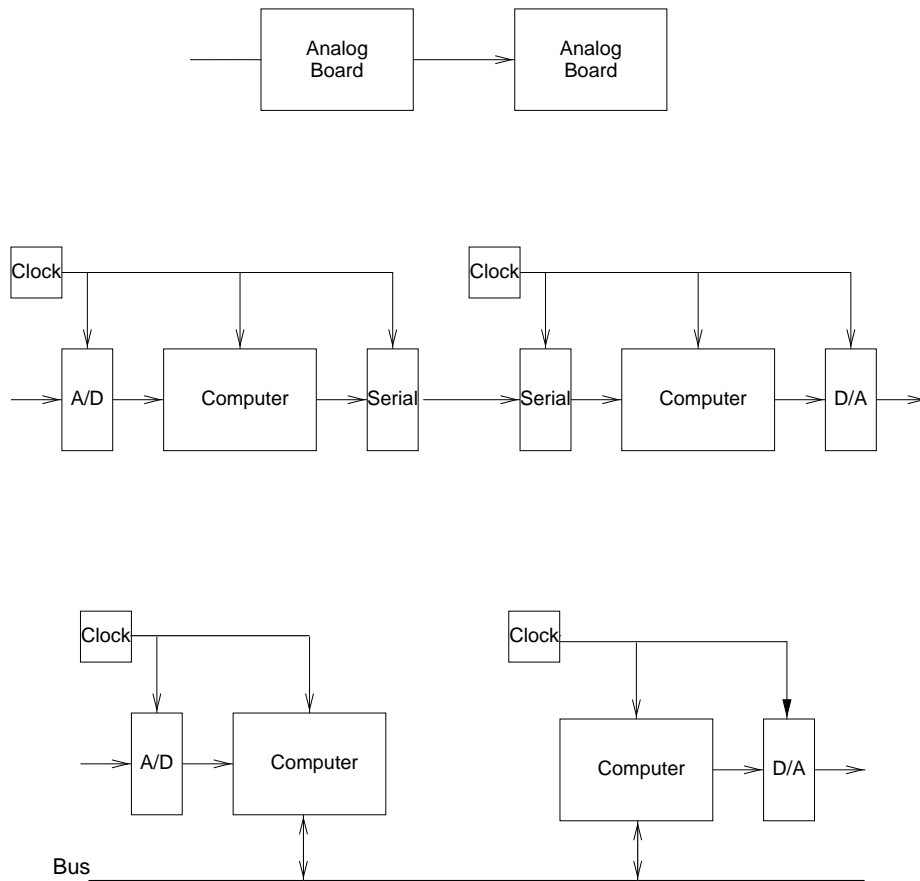 Analog
Board
Analog
Board
Clock
Clock
A/D
Computer
Serial
Serial
Computer
D/A
Clock
Clock
A/D
Computer
Computer
D/A
Bus